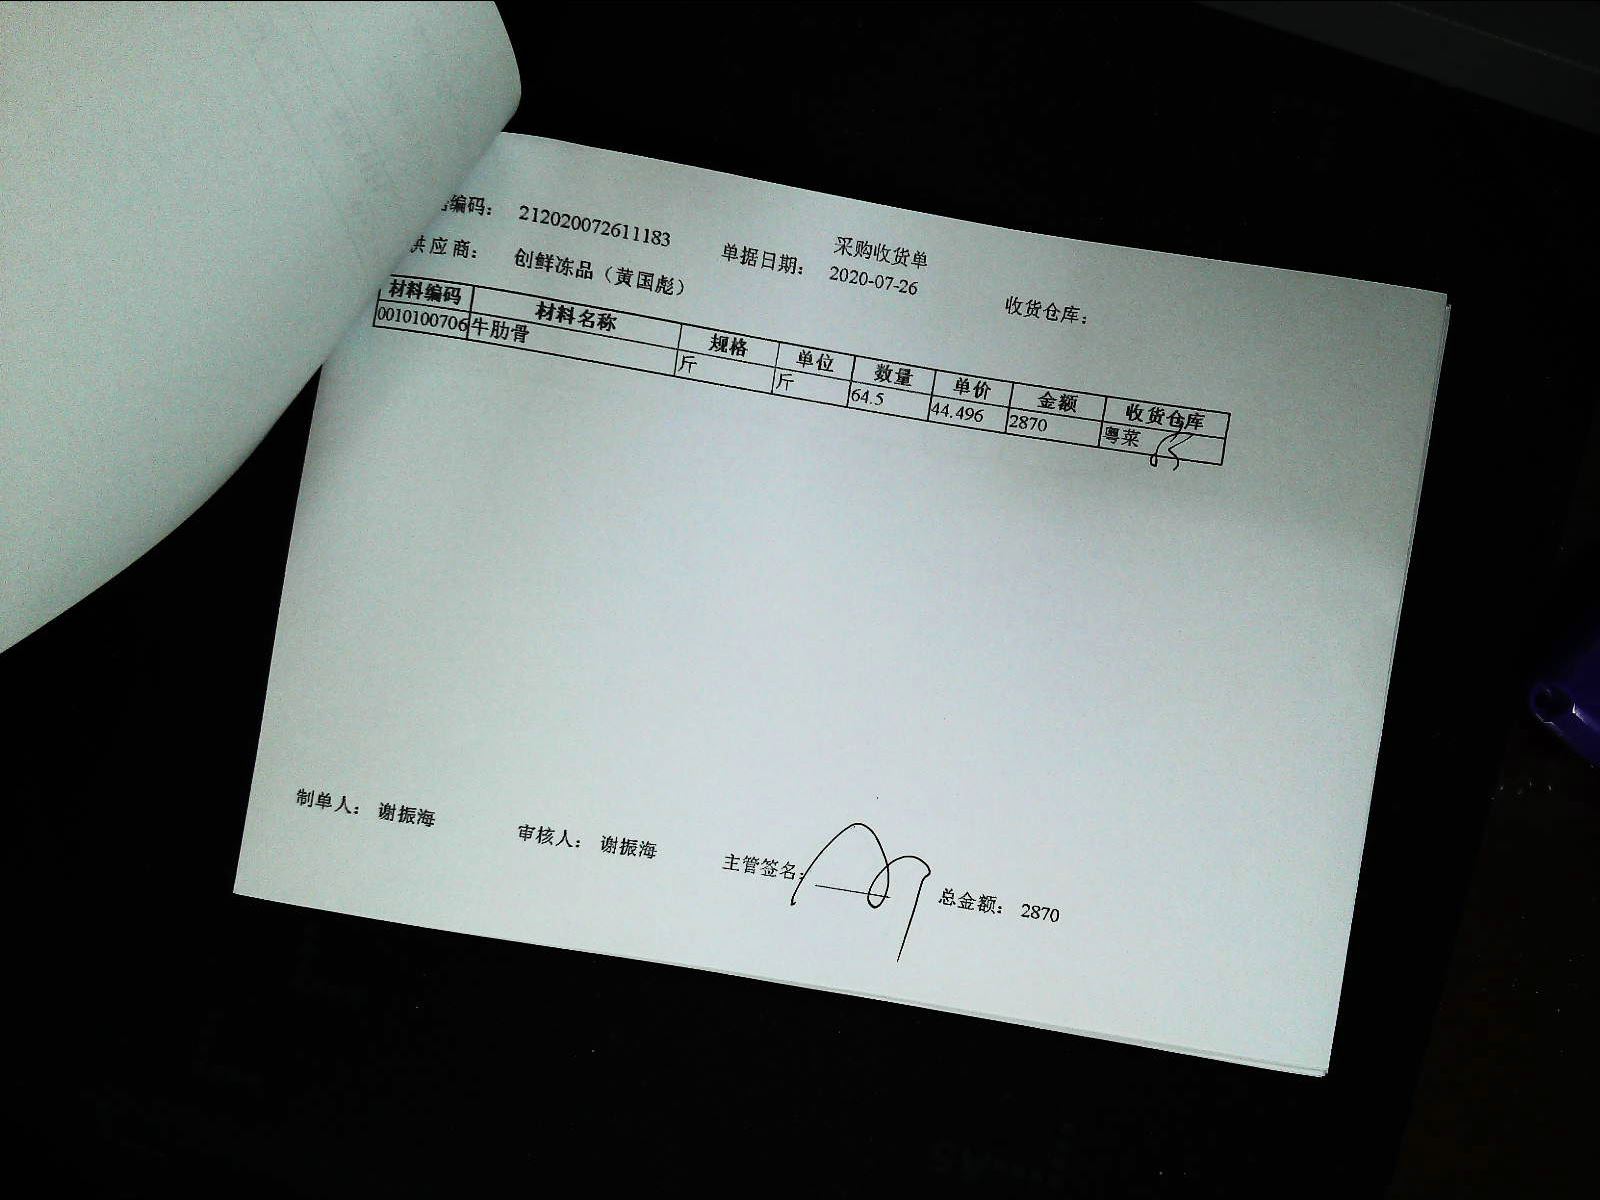 采购收货单
编码： 212020072611183 单据日期： 2020-07-26 收货仓库：
供应商： 创鲜冻品（黄国彪）
材料编码 材料名称 规格 单位 数量 单价 金额 收货仓库
0010100706 牛肋骨 斤 斤 64.5 44.496 2870 粤菜
制单人： 谢振海 审核人： 谢振海 主管签名： 总金额： 2870